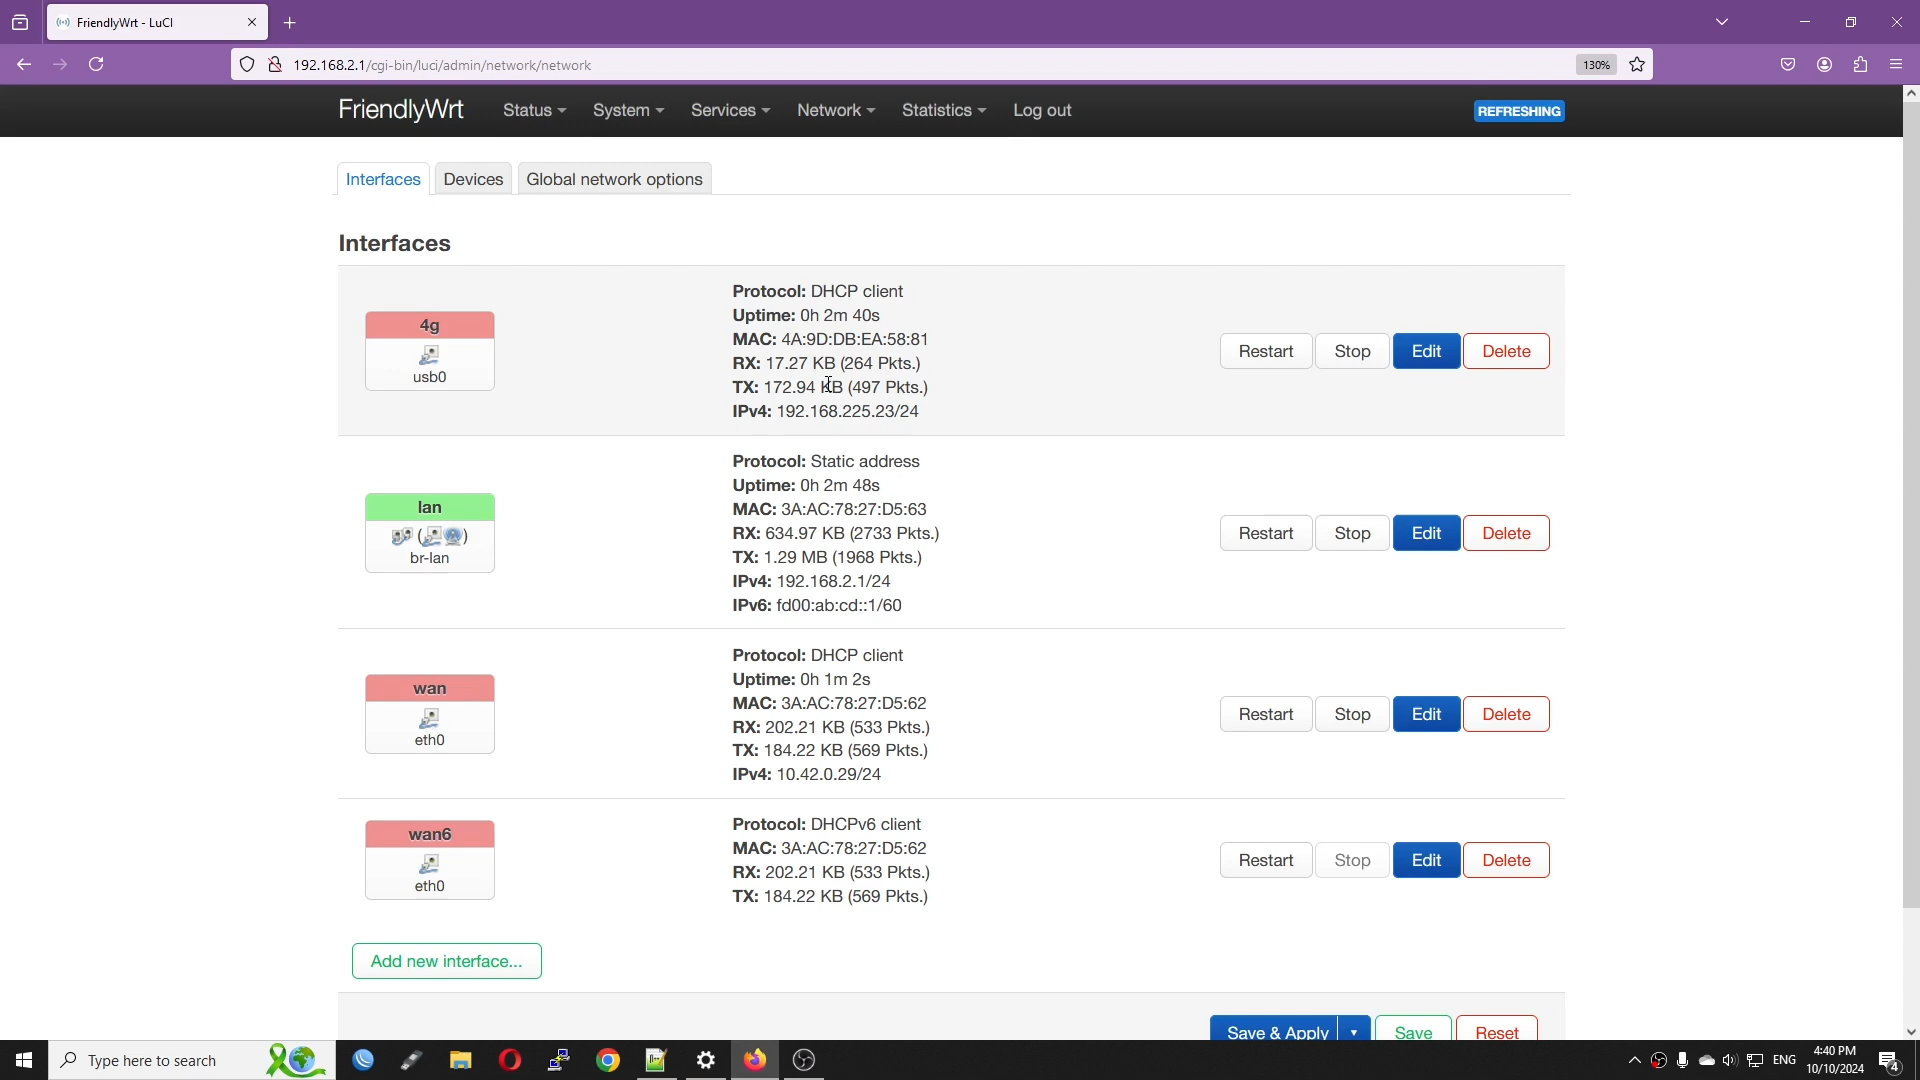 FriendlyWrt - LuCI
192.168.2.1/cgi-bin/luci/admin/network/network
130%
FriendlyWrt Status System Services Network Statistics Log out REFRESHING
Interfaces Devices Global network options
Interfaces
4g
usb0
Protocol: DHCP client
Uptime: 0h 2m 40s
MAC: 4A:9D:DB:EA:58:81
RX: 17.27 KB (264 Pkts.)
TX: 172.94 KB (497 Pkts.)
IPv4: 192.168.225.23/24
Restart Stop Edit Delete
lan
br-lan
Protocol: Static address
Uptime: 0h 2m 48s
MAC: 3A:AC:78:27:D5:63
RX: 634.97 KB (2733 Pkts.)
TX: 1.29 MB (1968 Pkts.)
IPv4: 192.168.2.1/24
IPv6: fd00:ab:cd::1/60
Restart Stop Edit Delete
wan
eth0
Protocol: DHCP client
Uptime: 0h 1m 2s
MAC: 3A:AC:78:27:D5:62
RX: 202.21 KB (533 Pkts.)
TX: 184.22 KB (569 Pkts.)
IPv4: 10.42.0.29/24
Restart Stop Edit Delete
wan6
eth0
Protocol: DHCPv6 client
MAC: 3A:AC:78:27:D5:62
RX: 202.21 KB (533 Pkts.)
TX: 184.22 KB (569 Pkts.)
Restart Stop Edit Delete
Add new interface...
Save & Apply Save Reset
Type here to search
ENG
4:40 PM
10/10/2024
4